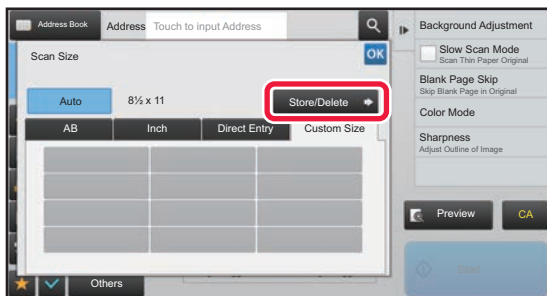 Address Book
Address
Touch to input Address
Scan Size
OK
Auto
8½ x 11
Store/Delete
AB
Inch
Direct Entry
Custom Size
Others
Background Adjustment
Slow Scan Mode
Scan Thin Paper Original
Blank Page Skip
Skip Blank Page in Original
Color Mode
Sharpness
Adjust Outline of Image
Preview
CA
Start